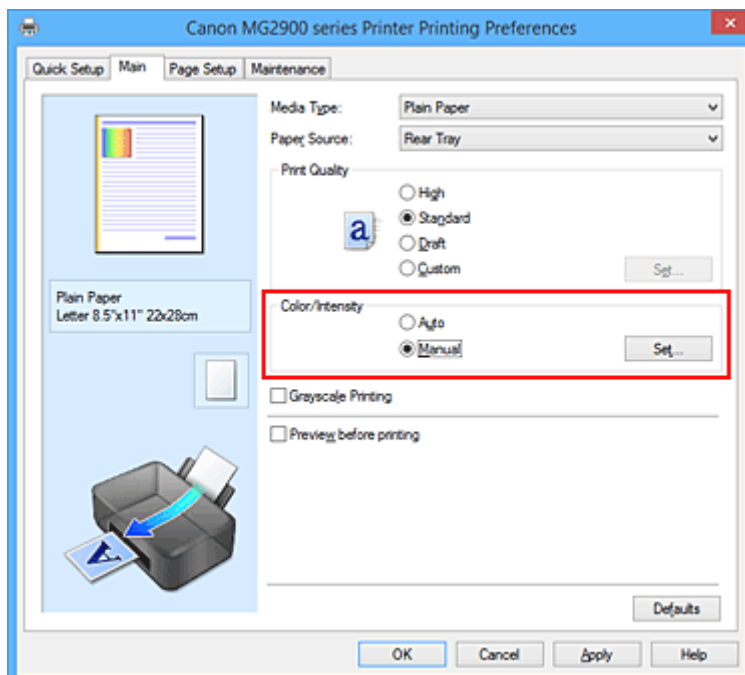 Canon MG2900 series Printer Printing Preferences
Quick Setup Main Page Setup Maintenance
Media Type: Plain Paper
Paper Source: Rear Tray
Print Quality
High
Standard
Draft
Custom Set...
a
Plain Paper
Letter 8.5"x11" 22x28cm
Color/Intensity
Auto
Manual Set...
Grayscale Printing
Preview before printing
A
Defaults
OK Cancel Apply Help